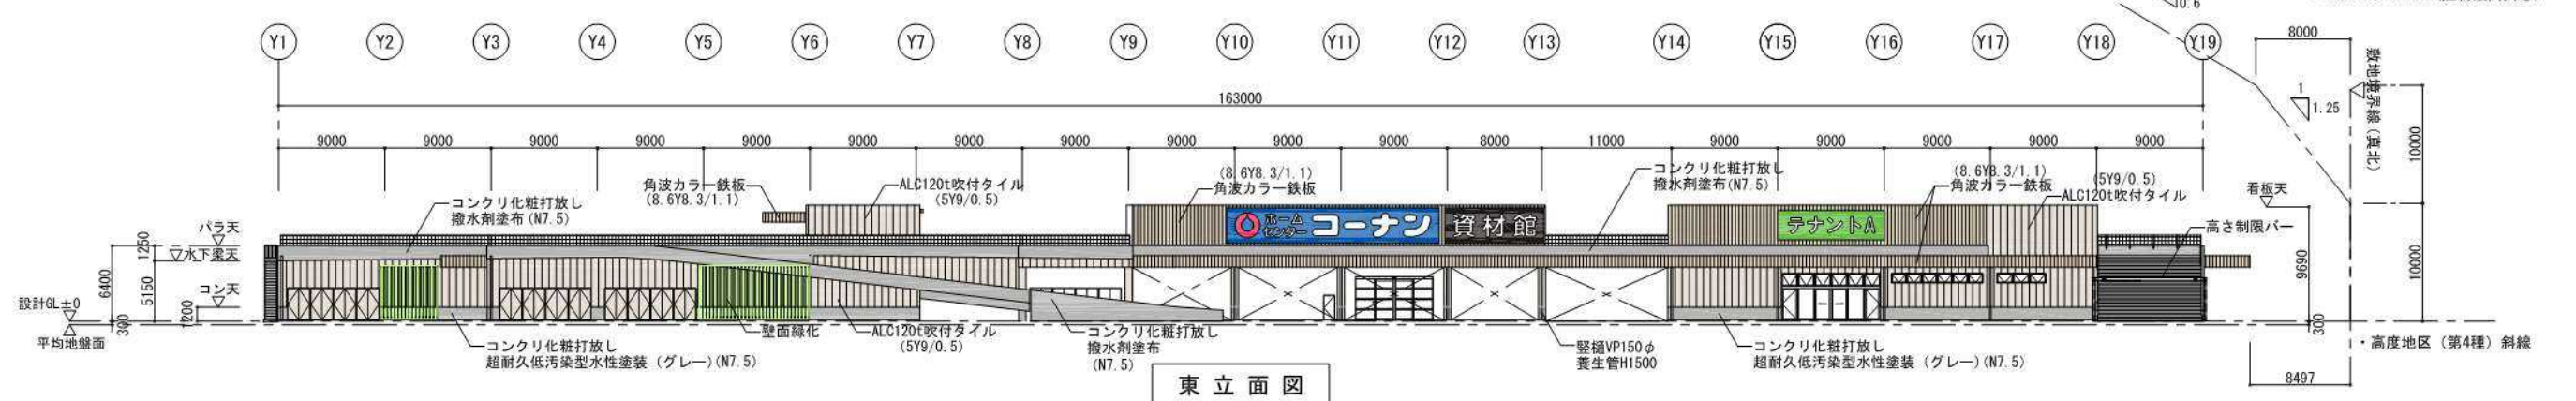 0.6
Y1 Y2 Y3 Y4 Y5 Y6 Y7 Y8 Y9 Y10 Y11 Y12 Y13 Y14 Y15 Y16 Y17 Y18 Y19
8000
敷地境界線(真北)
163000
1
1.25
10000
9000 9000 9000 9000 9000 9000 9000 9000 9000 9000 9000 8000 11000 9000 9000 9000 9000 9000
コンクリ化粧打放し
撥水剤塗布(N7.5)
角波カラー鉄板
(8.6Y8.3/1.1)
ALC120t吹付タイル
(5Y9/0.5)
(8.6Y8.3/1.1)
角波カラー鉄板
コンクリ化粧打放し
撥水剤塗布(N7.5)
(8.6Y8.3/1.1)
角波カラー鉄板
(5Y9/0.5)
ALC120t吹付タイル
看板天
高さ制限バー
パラ天
水下梁天
コン天
設計GL±0
平均地盤面
1250
6400
5150
1200
300
ホーム
センター
コーナン
資材館
テナントA
9690
10000
300
コンクリ化粧打放し
超耐久低汚染型水性塗装(グレー)(N7.5)
壁面緑化
ALC120t吹付タイル
(5Y9/0.5)
コンクリ化粧打放し
撥水剤塗布
(N7.5)
竪樋VP150φ
養生管H1500
コンクリ化粧打放し
超耐久低汚染型水性塗装(グレー)(N7.5)
・高度地区(第4種)斜線
8497
東立面図